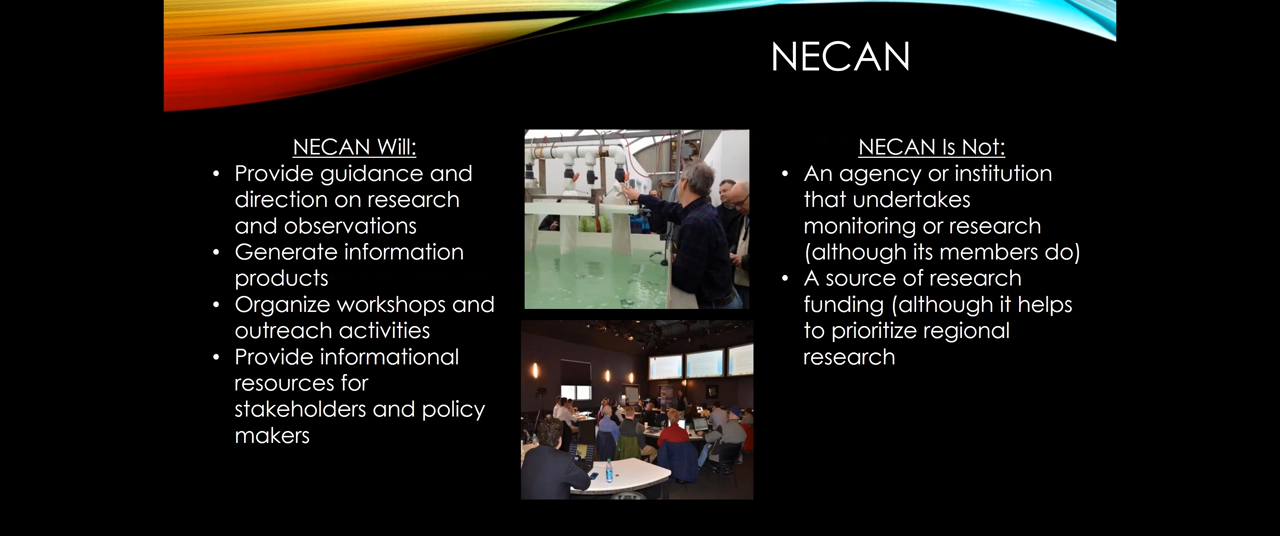 NECAN
NECAN Will:
• Provide guidance and
direction on research
and observations
• Generate information
products
• Organize workshops and
outreach activities
• Provide informational
resources for
stakeholders and policy
makers
NECAN Is Not:
• An agency or institution
that undertakes
monitoring or research
(although its members do)
• A source of research
funding (although it helps
to prioritize regional
research